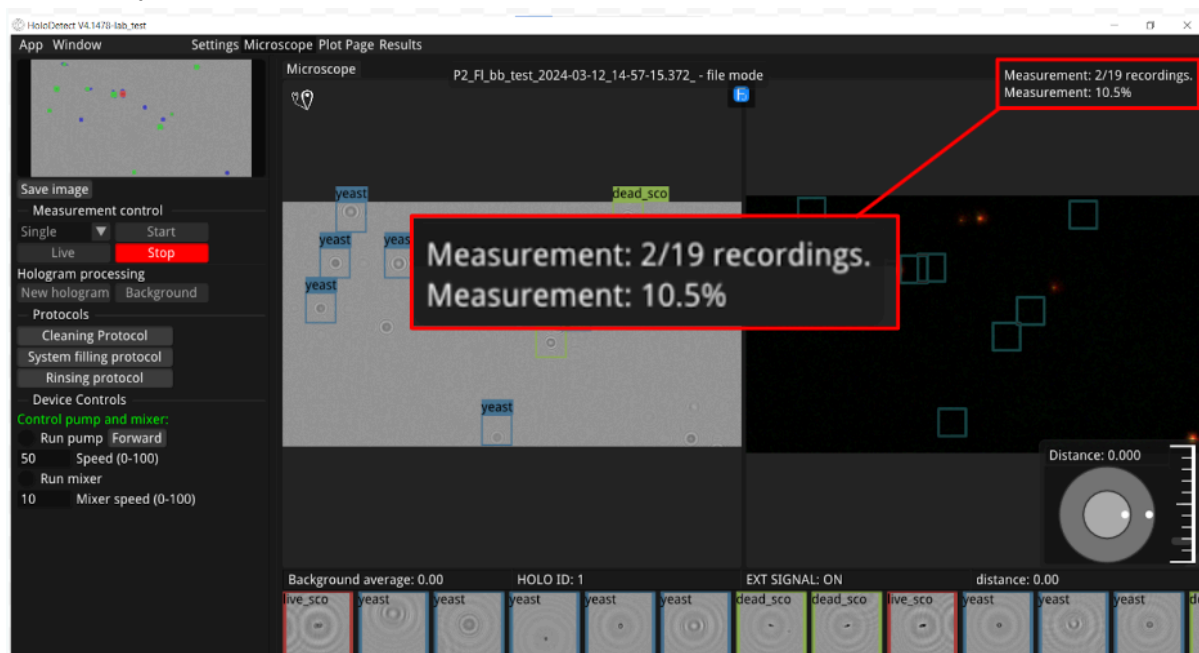 HoloDetect V4.1478-lab_test
App Window Settings Microscope Plot Page Results
Microscope
P2_Fl_bb_test_2024-03-12_14-57-15.372_ - file mode
Measurement: 2/19 recordings.
Measurement: 10.5%
Save image
Measurement control
Single Start
Live Stop
Hologram processing
New hologram Background
Protocols
Cleaning Protocol
System filling protocol
Rinsing protocol
Device Controls
Control pump and mixer:
Run pump Forward
50 Speed (0-100)
Run mixer
10 Mixer speed (0-100)
yeast
dead_sco
yeast
yeast
Measurement: 2/19 recordings.
Measurement: 10.5%
yeast
yeast
Distance: 0.000
Background average: 0.00 HOLO ID: 1 EXT SIGNAL: ON distance: 0.00
live_sco yeast yeast yeast yeast yeast dead_sco dead_sco live_sco yeast yeast yeast